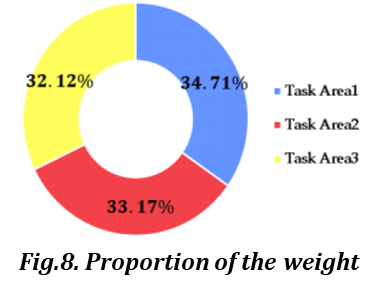 32.12%
34.71%
33.17%
Task Area1
Task Area2
Task Area3
Fig.8. Proportion of the weight